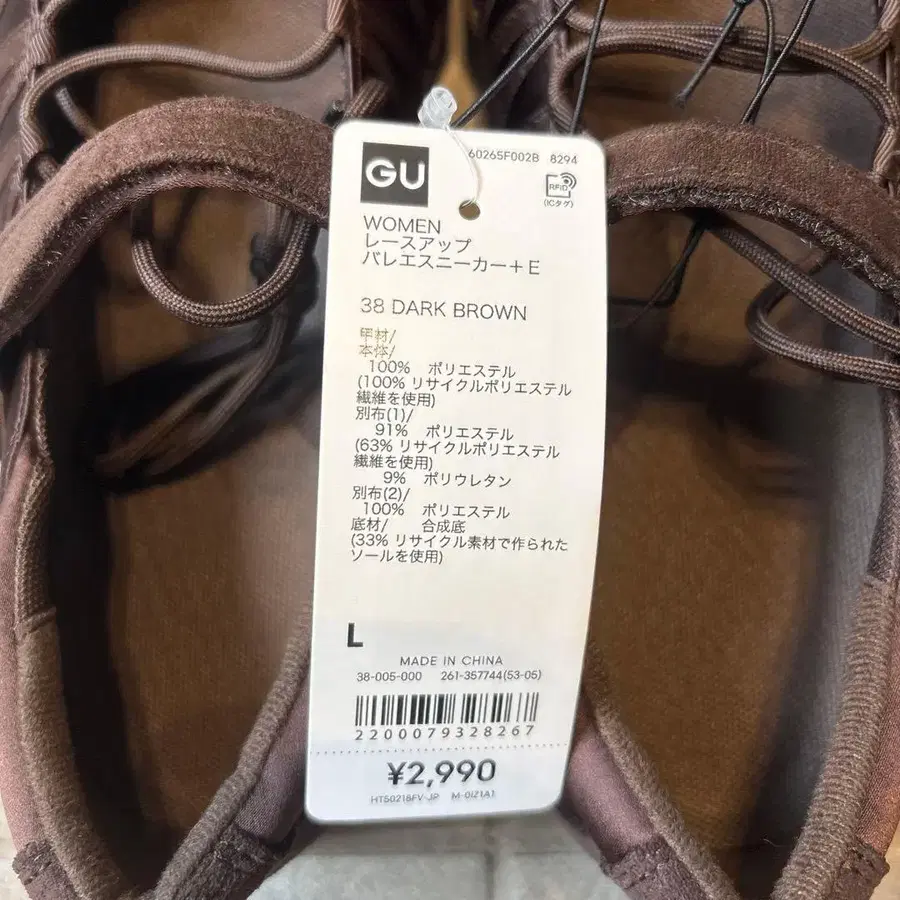 GU
60265F002B 8294
RFID
(ICタグ)
WOMEN
レースアップ
バレエスニーカー+E
38 DARK BROWN
甲材/
本体/
100% ポリエステル
(100% リサイクルポリエステル
繊維を使用)
別布(1)/
91% ポリエステル
(63% リサイクルポリエステル
繊維を使用)
9% ポリウレタン
別布(2)/
100% ポリエステル
底材/ 合成底
(33% リサイクル素材で作られた
ソールを使用)
L
MADE IN CHINA
38-005-000 261-357744(53-05)
2200079328267
¥2,990
HT50218FV-JP M-0IZ1A1